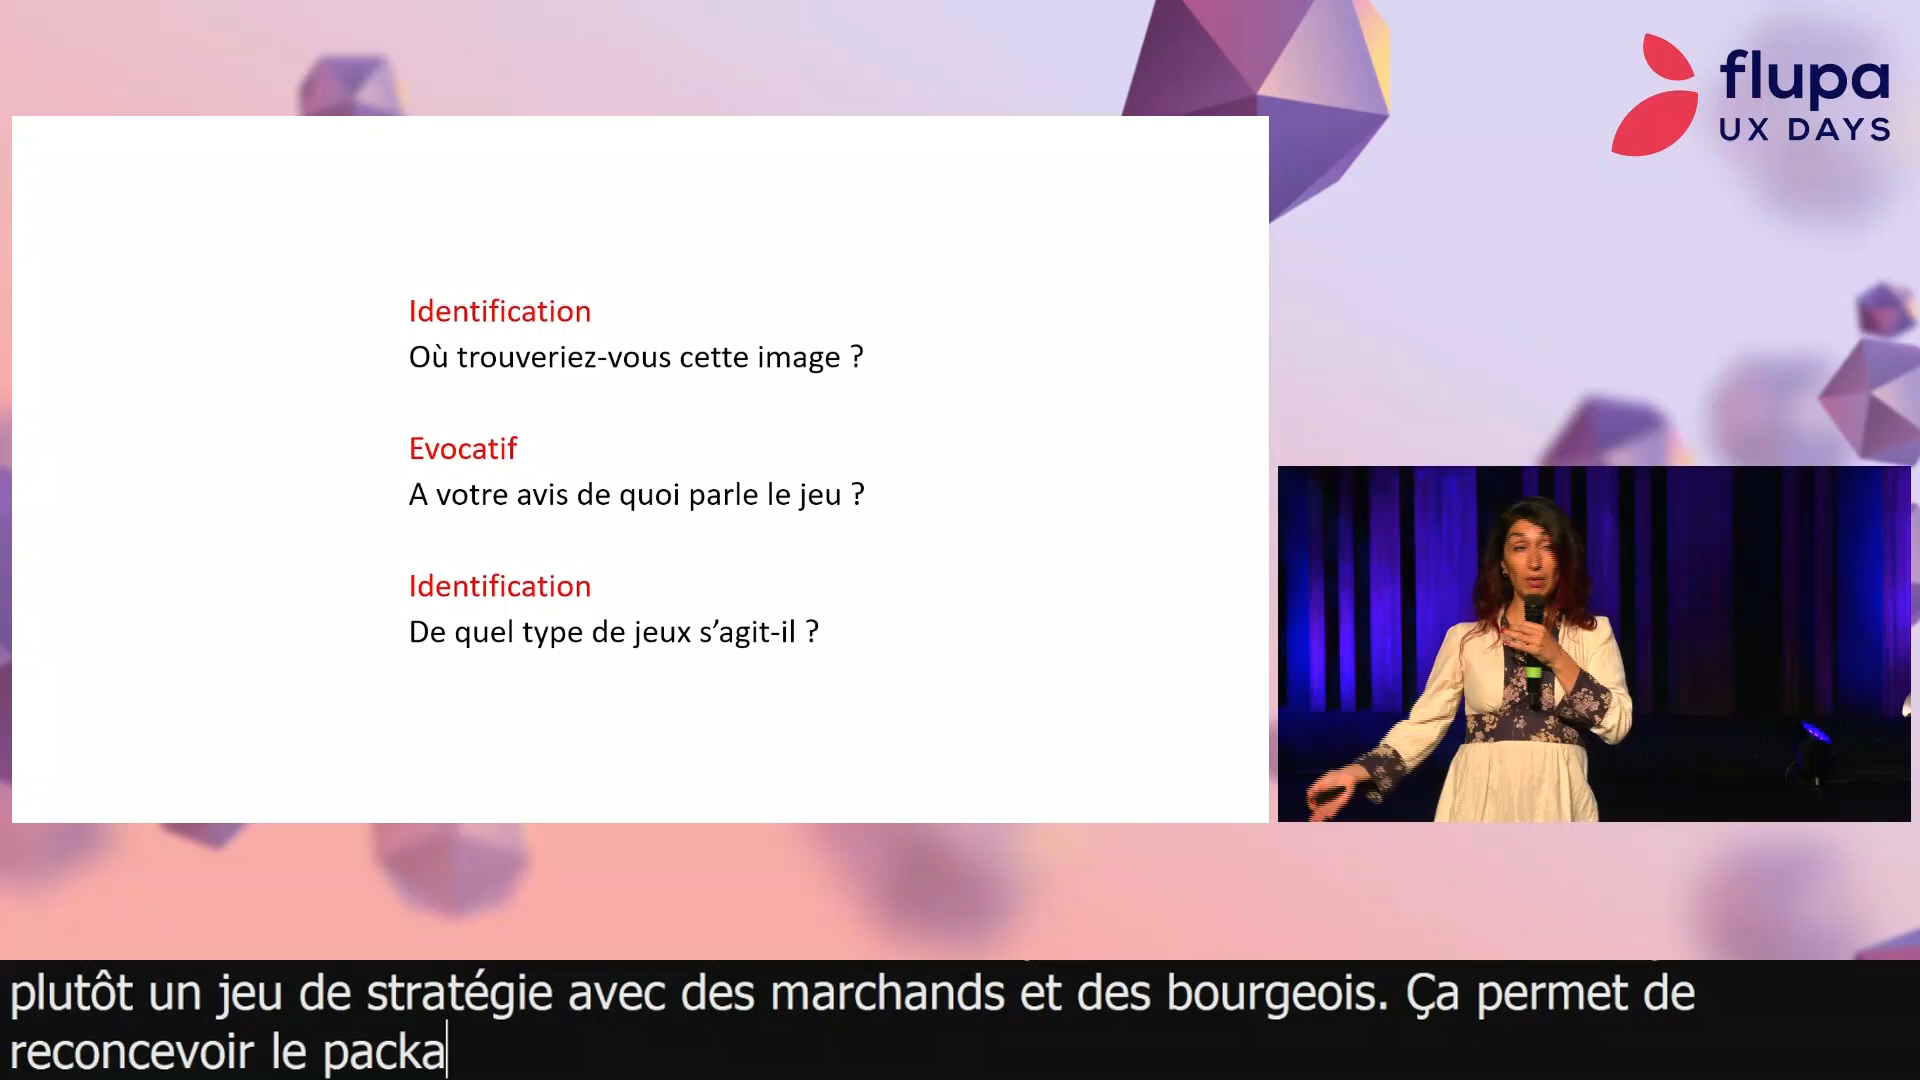 flupa
UX DAYS
Identification
Où trouveriez-vous cette image ?
Evocatif
A votre avis de quoi parle le jeu ?
Identification
De quel type de jeux s’agit-il ?
plutôt un jeu de stratégie avec des marchands et des bourgeois. Ça permet de
reconcevoir le packa